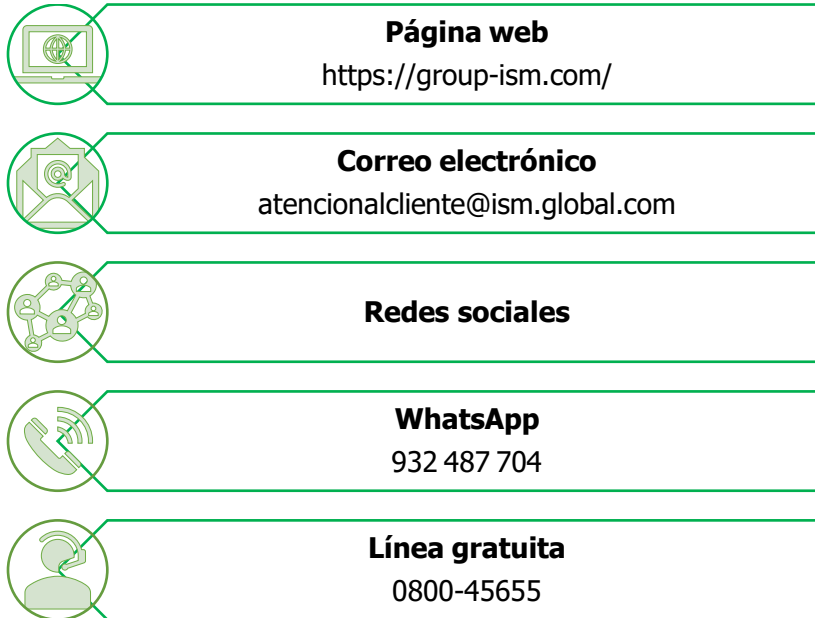 Página web
https://group-ism.com/
Correo electrónico
atencionalcliente@ism.global.com
Redes sociales
WhatsApp
932 487 704
Línea gratuita
0800-45655